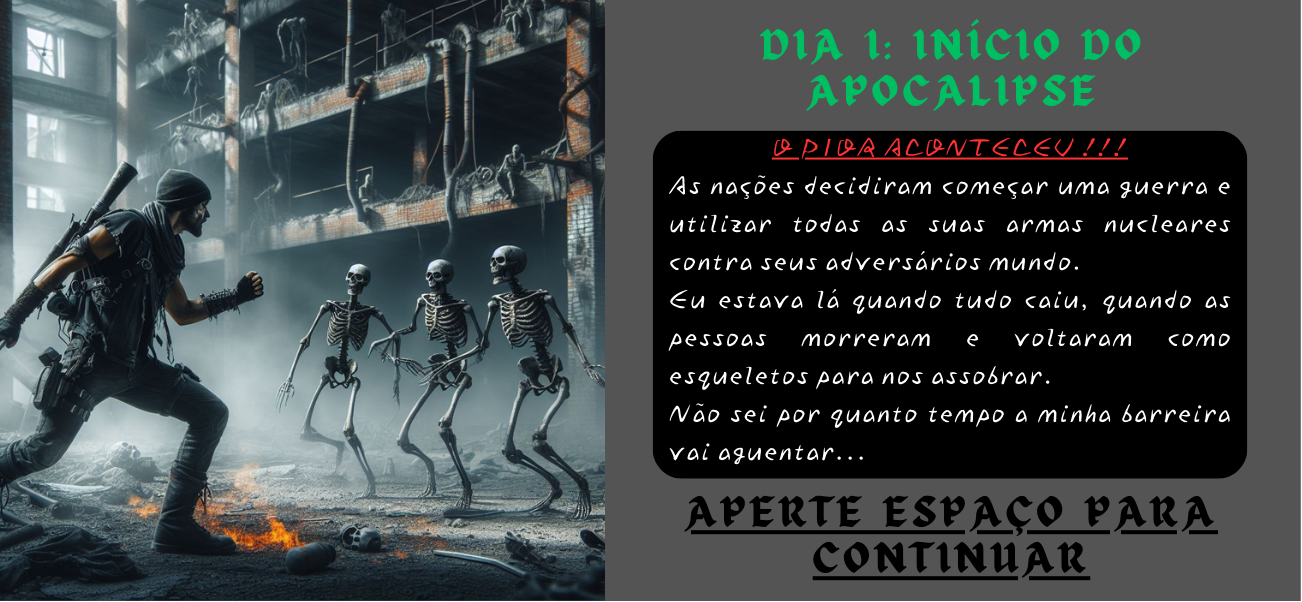 DIA 1: INÍCIO DO
APOCALIPSE
O PIOR ACONTECEU !!!
As nações decidiram começar uma guerra e
utilizar todas as suas armas nucleares
contra seus adversários mundo.
Eu estava lá quando tudo caiu, quando as
pessoas morreram e voltaram como
esqueletos para nos assobrar.
Não sei por quanto tempo a minha barreira
vai aguentar...
APERTE ESPAÇO PARA
CONTINUAR